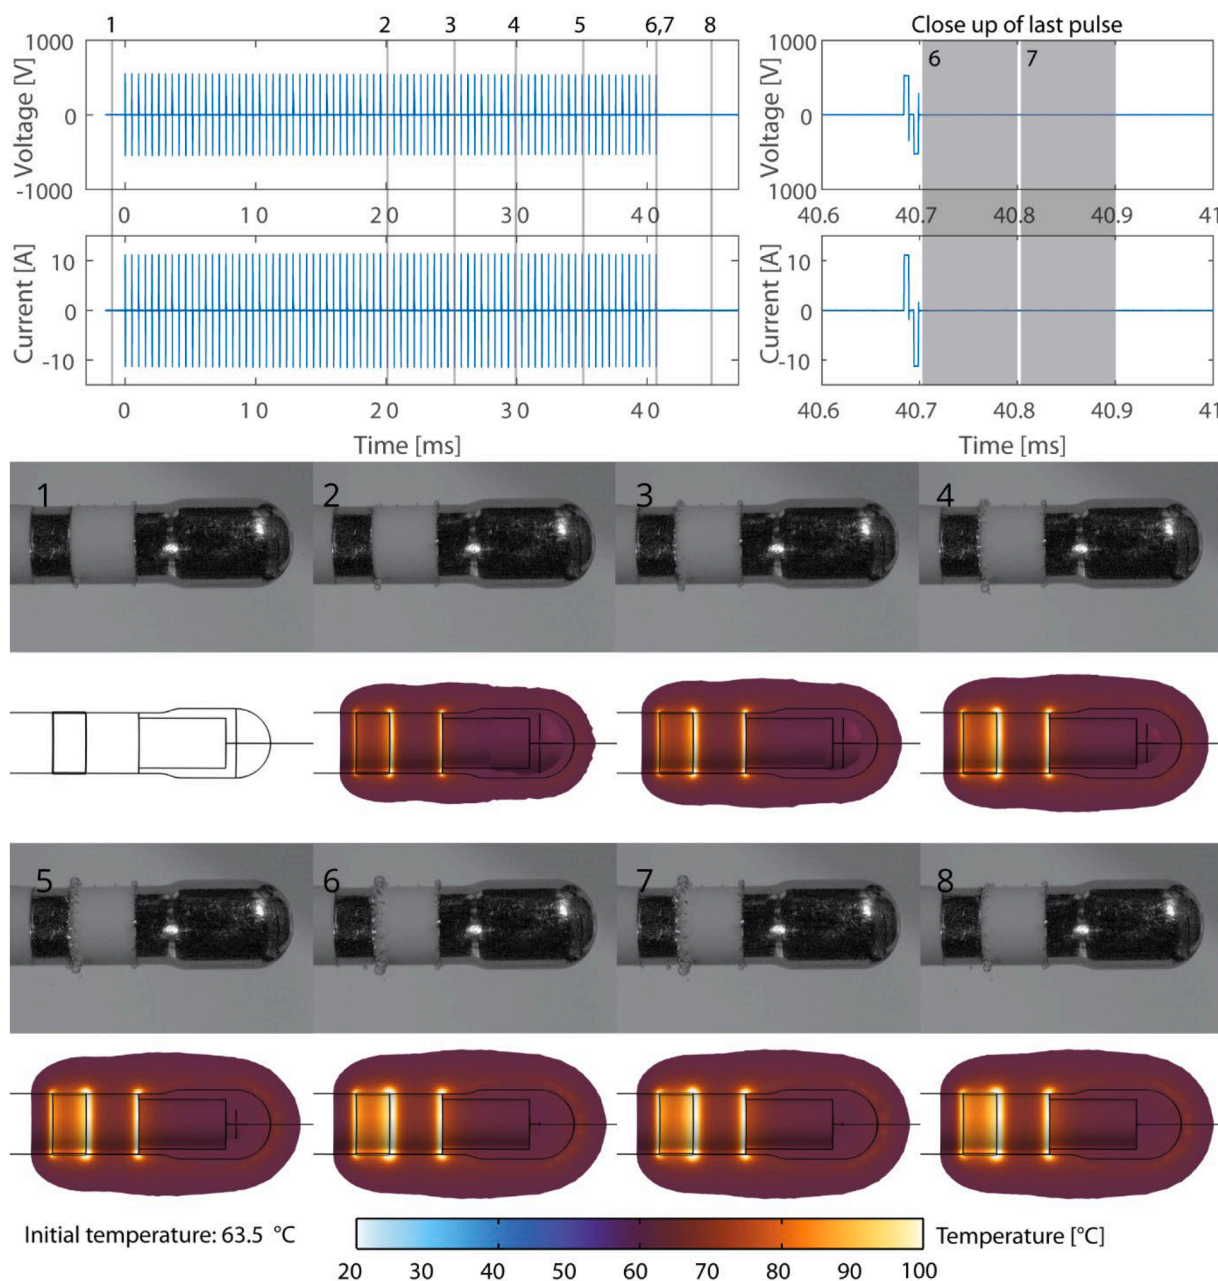 1 2 3 4 5 6,7 8 Close up of last pulse
1000 1000
Voltage [V] 0 Voltage [V] 0
-1000 1000
6 7
0 10 20 30 40 40.6 40.7 40.8 40.9 41
Current [A] 10 Current [A] 10
0 0
-10 -10
0 10 20 30 40 40.6 40.7 40.8 40.9 41
Time [ms] Time [ms]
1 2 3 4
5 6 7 8
Initial temperature: 63.5 °C Temperature [°C]
20 30 40 50 60 70 80 90 100